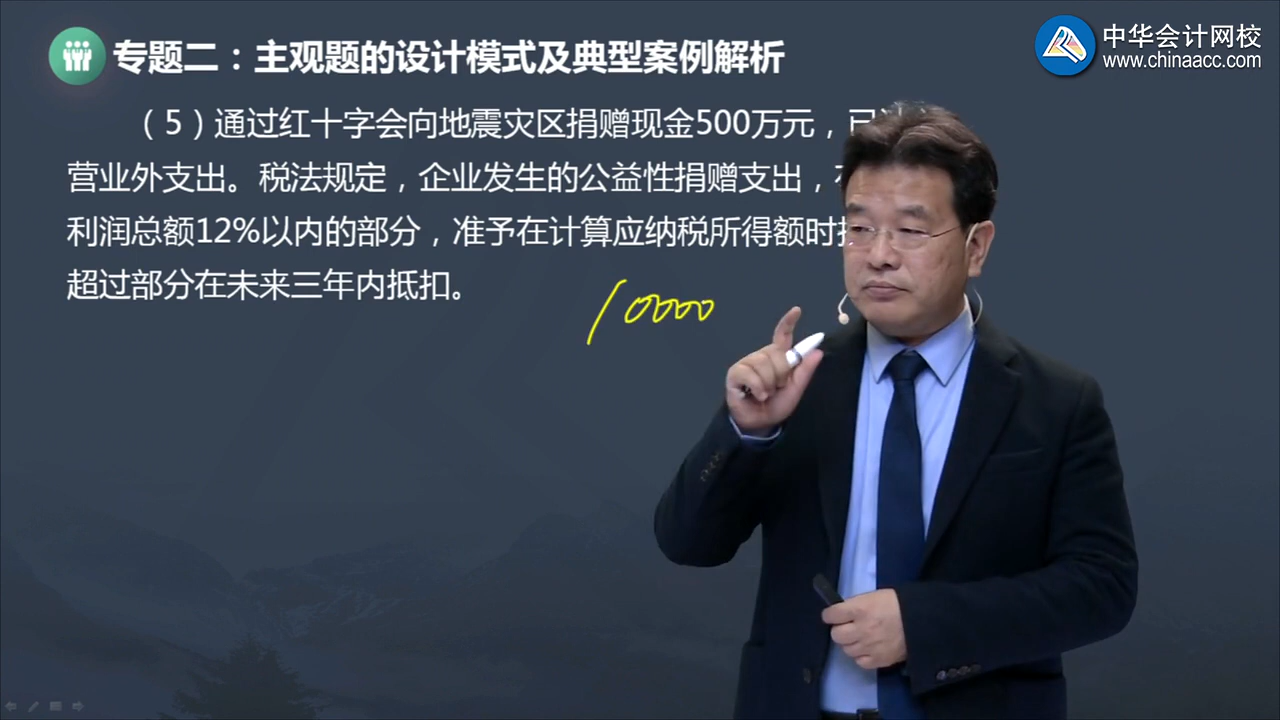 专题二：主观题的设计模式及典型案例解析
中华会计网校
www.chinaacc.com
（5）通过红十字会向地震灾区捐赠现金500万元，已
营业外支出。税法规定，企业发生的公益性捐赠支出，
利润总额12%以内的部分，准予在计算应纳税所得额时
超过部分在未来三年内抵扣。
10000